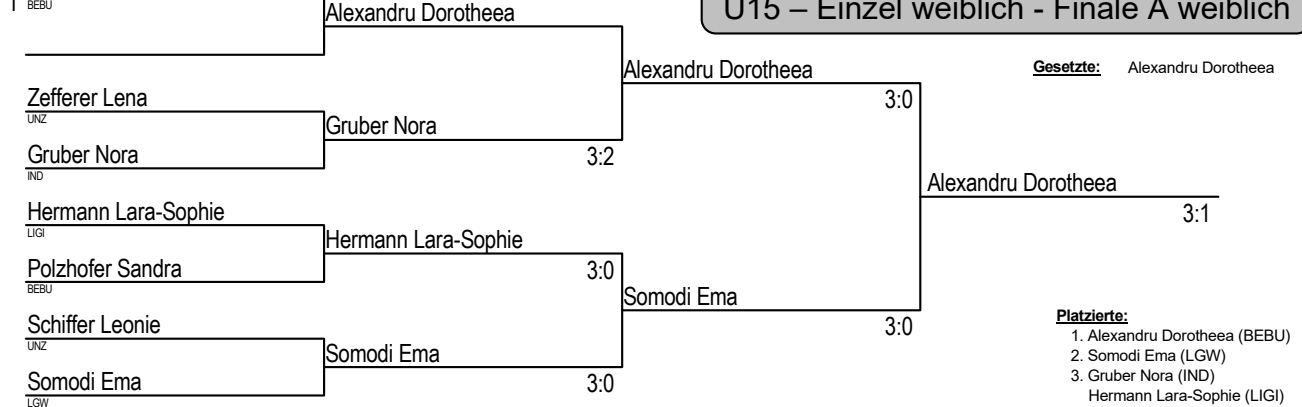 1 BEBU
Alexandru Dorotheea
U15 – Einzel weiblich - Finale A weiblich
Alexandru Dorotheea
3:0
Gesetzte: Alexandru Dorotheea
Zefferer Lena
UNZ
Gruber Nora
3:2
Gruber Nora
IND
Alexandru Dorotheea
3:1
Hermann Lara-Sophie
LIGI
Hermann Lara-Sophie
3:0
Polzhofer Sandra
BEBU
Somodi Ema
3:0
Schiffer Leonie
UNZ
Somodi Ema
3:0
Somodi Ema
LGW
Platzierte:
1. Alexandru Dorotheea (BEBU)
2. Somodi Ema (LGW)
3. Gruber Nora (IND)
Hermann Lara-Sophie (LIGI)